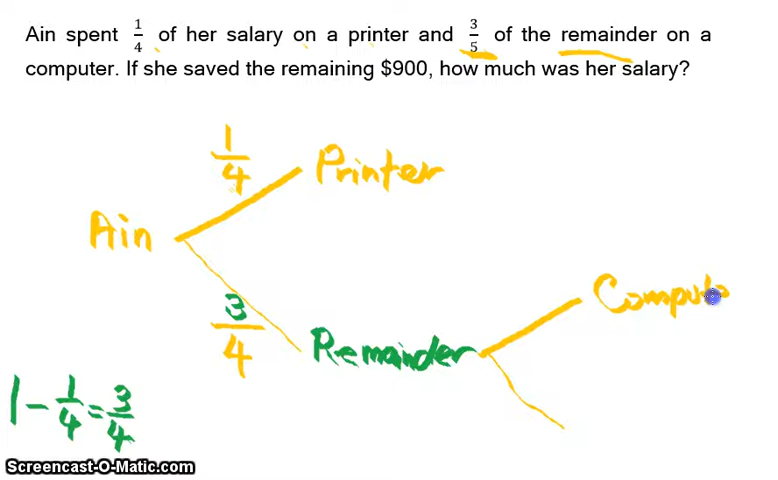 Ain spent 1/4 of her salary on a printer and 3/5 of the remainder on a
computer. If she saved the remaining $900, how much was her salary?
1/4
Printer
Ain
Compute
3/4
Remainder
1 - 1/4 = 3/4
Screencast-O-Matic.com